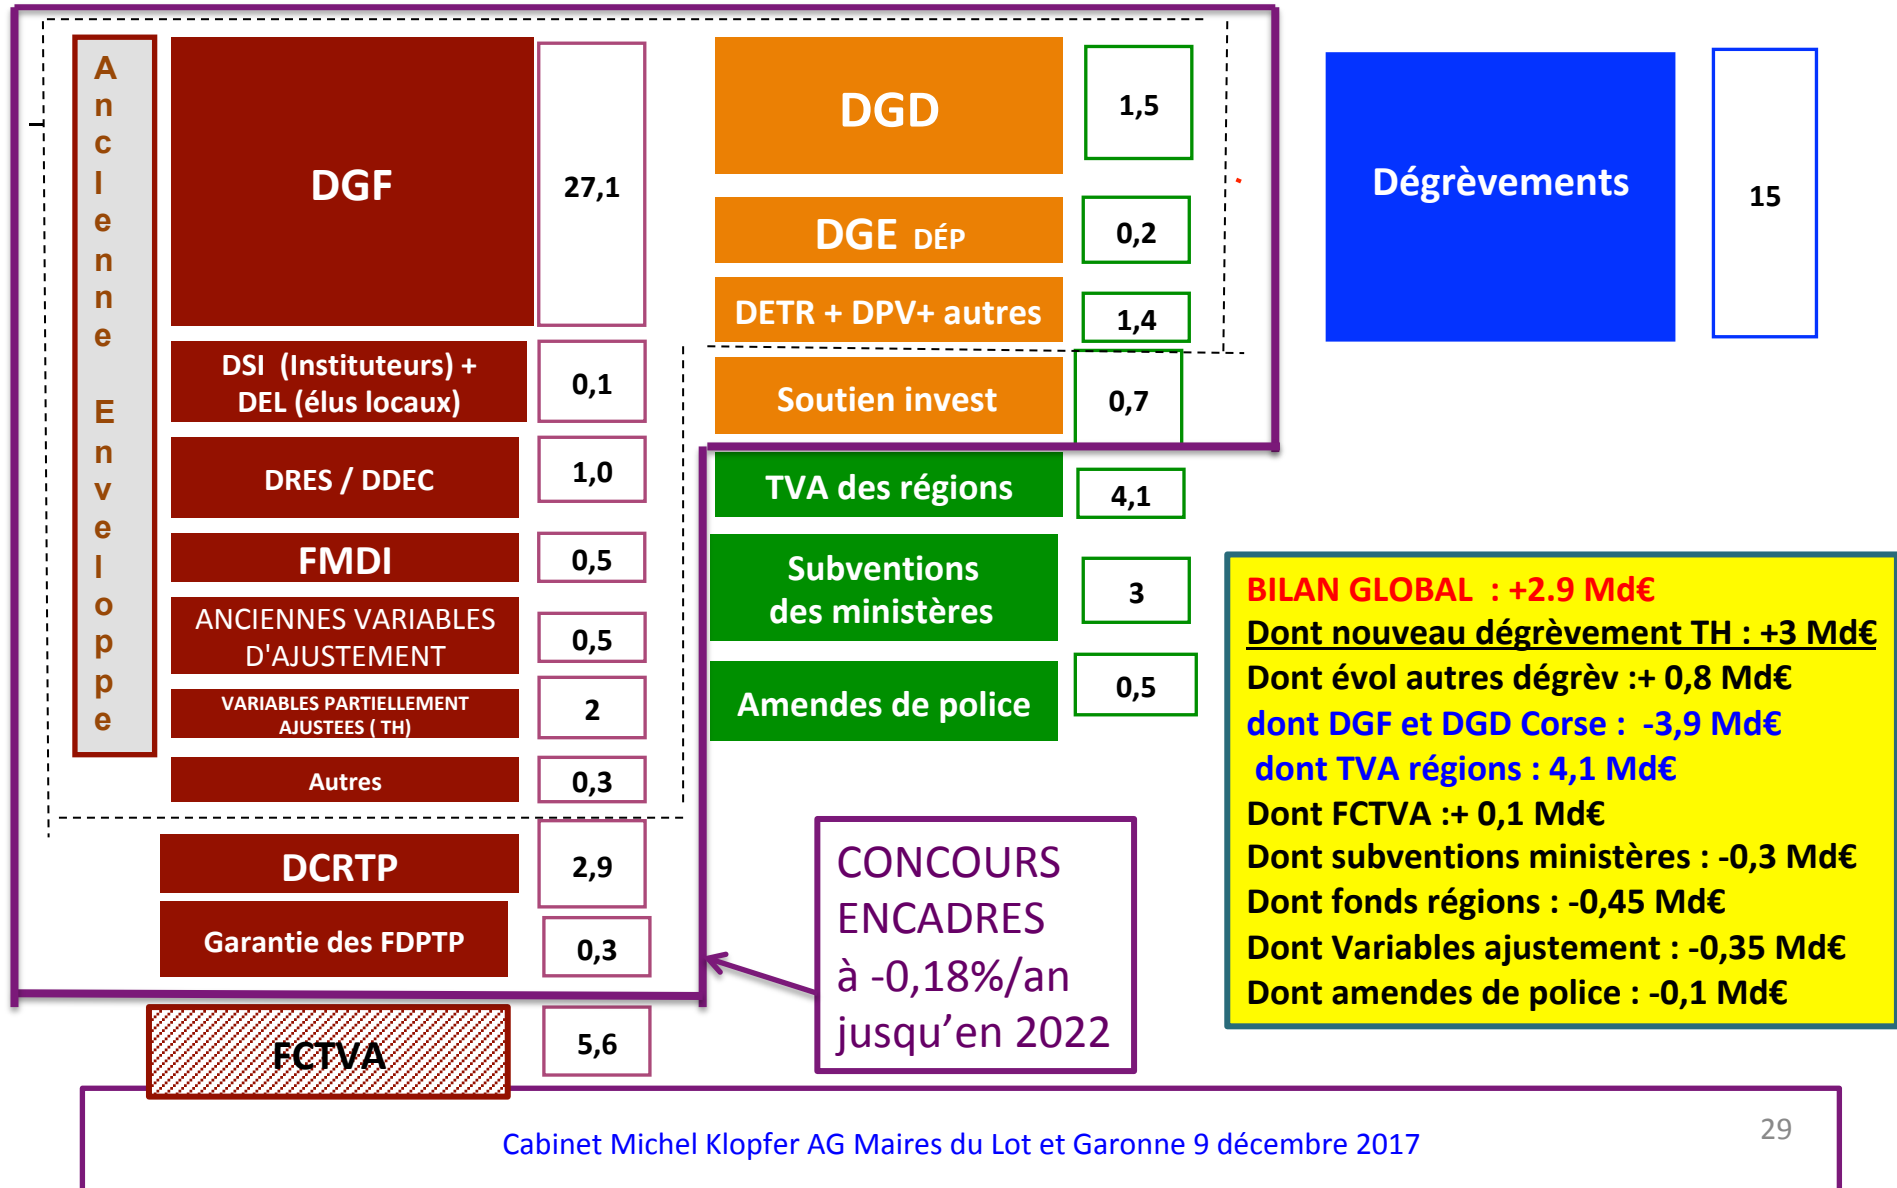 Ancienne Enveloppe
DGF
27,1
DSI (Instituteurs) +
DEL (élus locaux)
0,1
DRES / DDEC
1,0
FMDI
0,5
ANCIENNES VARIABLES
D'AJUSTEMENT
0,5
VARIABLES PARTIELLEMENT
AJUSTEES ( TH)
2
Autres
0,3
DCRTP
2,9
Garantie des FDPTP
0,3
FCTVA
5,6
DGD
1,5
DGE DÉP
0,2
DETR + DPV+ autres
1,4
Soutien invest
0,7
TVA des régions
4,1
Subventions
des ministères
3
Amendes de police
0,5
CONCOURS
ENCADRES
à -0,18%/an
jusqu’en 2022
Dégrèvements
15
BILAN GLOBAL : +2.9 Md€
Dont nouveau dégrèvement TH : +3 Md€
Dont évol autres dégrèv :+ 0,8 Md€
dont DGF et DGD Corse : -3,9 Md€
dont TVA régions : 4,1 Md€
Dont FCTVA :+ 0,1 Md€
Dont subventions ministères : -0,3 Md€
Dont fonds régions : -0,45 Md€
Dont Variables ajustement : -0,35 Md€
Dont amendes de police : -0,1 Md€
Cabinet Michel Klopfer AG Maires du Lot et Garonne 9 décembre 2017
29